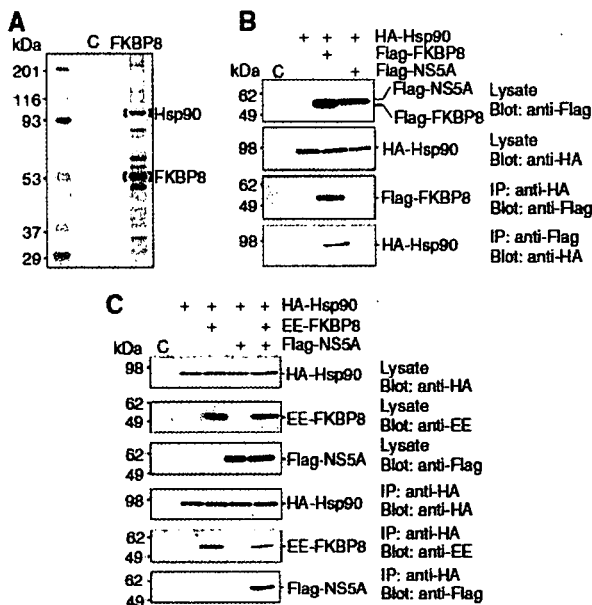 A
C FKBP8
kDa
201
116
93
53
37
29
Hsp90
FKBP8
B
+ + + HA-Hsp90
+ Flag-FKBP8
+ Flag-NS5A
kDa C
62
49
Flag-NS5A
Flag-FKBP8
Lysate
Blot: anti-Flag
98
HA-Hsp90
Lysate
Blot: anti-HA
62
49
Flag-FKBP8
IP: anti-HA
Blot: anti-Flag
98
HA-Hsp90
IP: anti-Flag
Blot: anti-HA
C
+ + + + HA-Hsp90
+ + EE-FKBP8
C + + Flag-NS5A
kDa
98
HA-Hsp90
Lysate
Blot: anti-HA
62
49
EE-FKBP8
Lysate
Blot: anti-EE
62
49
Flag-NS5A
Lysate
Blot: anti-Flag
98
HA-Hsp90
IP: anti-HA
Blot: anti-HA
62
49
EE-FKBP8
IP: anti-HA
Blot: anti-EE
62
49
Flag-NS5A
IP: anti-HA
Blot: anti-Flag